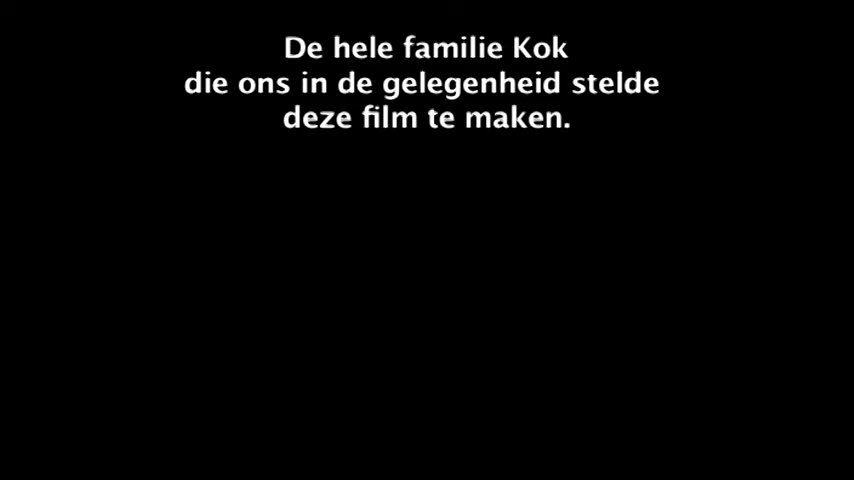 De hele familie Kok
die ons in de gelegenheid stelde
deze film te maken.